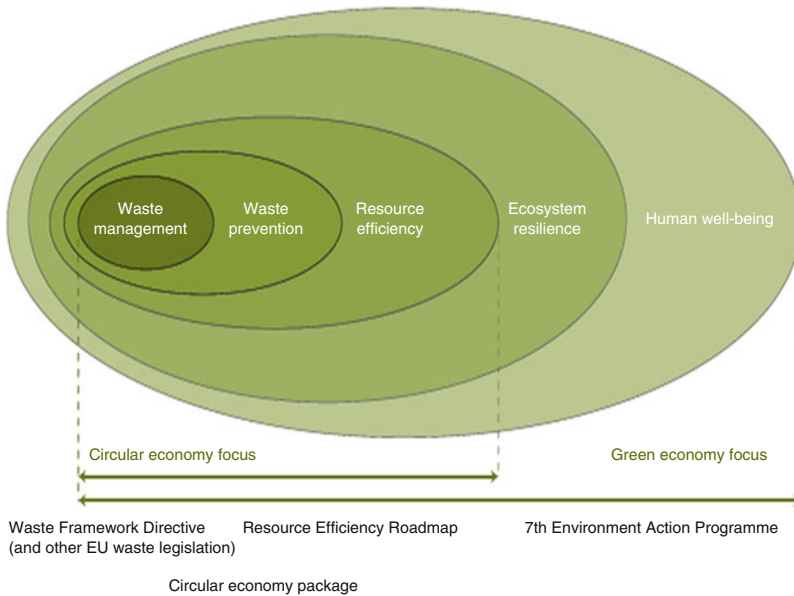 Waste
management
Waste
prevention
Resource
efficiency
Ecosystem
resilience
Human well-being
Circular economy focus
Green economy focus
Waste Framework Directive
(and other EU waste legislation)
Resource Efficiency Roadmap
7th Environment Action Programme
Circular economy package